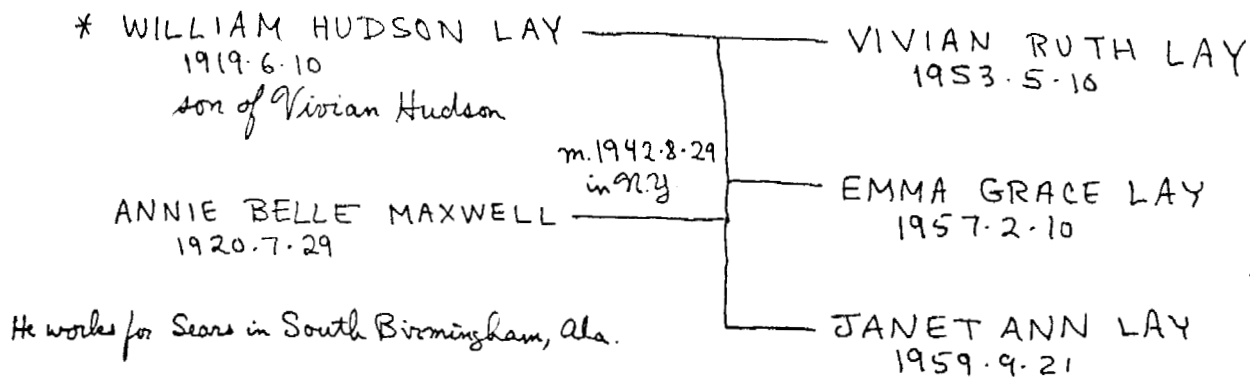 * WILLIAM HUDSON LAY
1919.6.10
son of Vivian Hudson
VIVIAN RUTH LAY
1953.5.10
m. 1942.8.29
in N.Y.
ANNIE BELLE MAXWELL
1920.7.29
EMMA GRACE LAY
1957.2.10
He works for Sears in South Birmingham, Ala.
JANET ANN LAY
1959.9.21